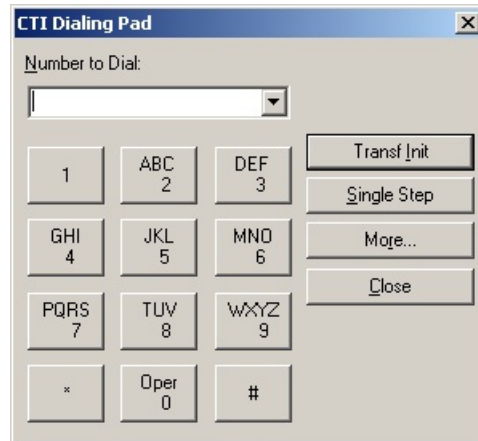 CTI Dialing Pad
Number to Dial:
1
ABC
2
DEF
3
GHI
4
JKL
5
MNO
6
PQRS
7
TUV
8
WXYZ
9
*
Oper
0
#
Transf Init
Single Step
More...
Close